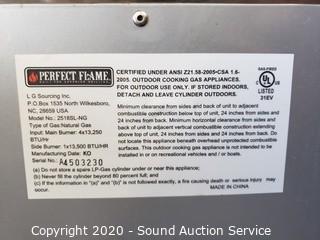 PERFECT FLAME
L G Sourcing Inc.
P.O.Box 1535 North Wilkesboro,
NC, 28659 USA
Model: 2518SL-NG
Type of Gas:Natural Gas
Input: Main Burner: 4x13,250
BTU/Hr
Side Burner: 1x13,500 BTU/HR
Manufacturing Date: KO
Serial No.: A4503230
CERTIFIED UNDER ANSI Z21.58-2005-CSA 1.6-
2005. OUTDOOR COOKING GAS APPLIANCES.
FOR OUTDOOR USE ONLY. IF STORED INDOORS,
DETACH AND LEAVE CYLINDER OUTDOORS.
GAS-FIRED
UL
LISTED
31EV
Minimum clearance from sides and back of unit to adjacent
combustible construction below top of unit, 24 from sides and
24 inches from back. Minimum horizontal clearance from sides
and back of unit to adjacent vertical combustible construction
above top of unit, 24 inches from sides and 24 inches from back.
Do not locate this appliance beneath overhead unprotected
combustible surfaces.
This outdoor cooking gas appliance is not intended to be
installed in or on recreational vehicles and / or boats.
(a) Do not store a spare LP-Gas cylinder under or near this appliance;
(b) Never fill the cylinder beyond 80 percent full; and
(c) If the information in "(a)" and "(b)" is not followed exactly, a fire causing death or serious injury may
occur.
MADE IN CHINA
Copyright 2020 - Sound Auction Service